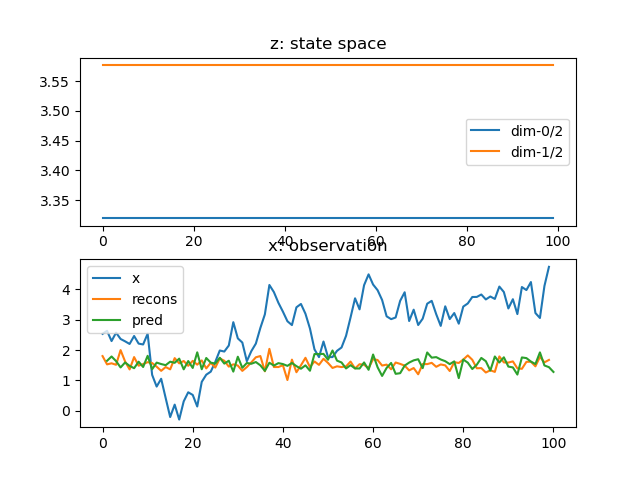 z: state space
3.55
3.50
3.45
3.40
3.35
dim-0/2
dim-1/2
0 20 40 60 80 100
x: observation
4
3
2
1
0
x
recons
pred
0 20 40 60 80 100